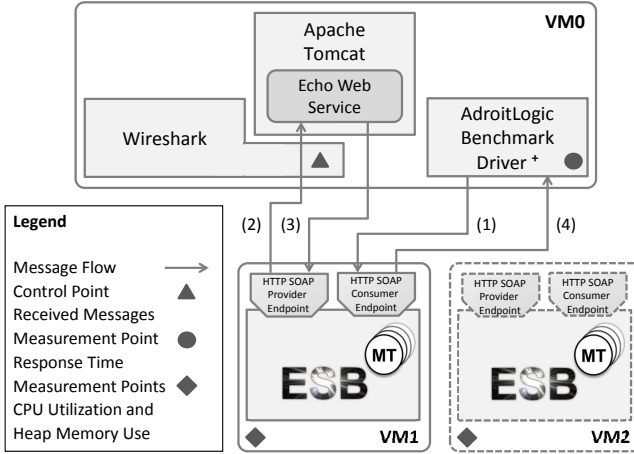 VM0
Apache
Tomcat
Echo Web
Service
Wireshark
AdroitLogic
Benchmark
Driver +
(2)
(3)
(1)
(4)
Legend
Message Flow
Control Point
Received Messages
Measurement Point
Response Time
Measurement Points
CPU Utilization and
Heap Memory Use
HTTP SOAP
Provider
Endpoint
HTTP SOAP
Consumer
Endpoint
MT
ESB
VM1
HTTP SOAP
Provider
Endpoint
HTTP SOAP
Consumer
Endpoint
MT
ESB
VM2